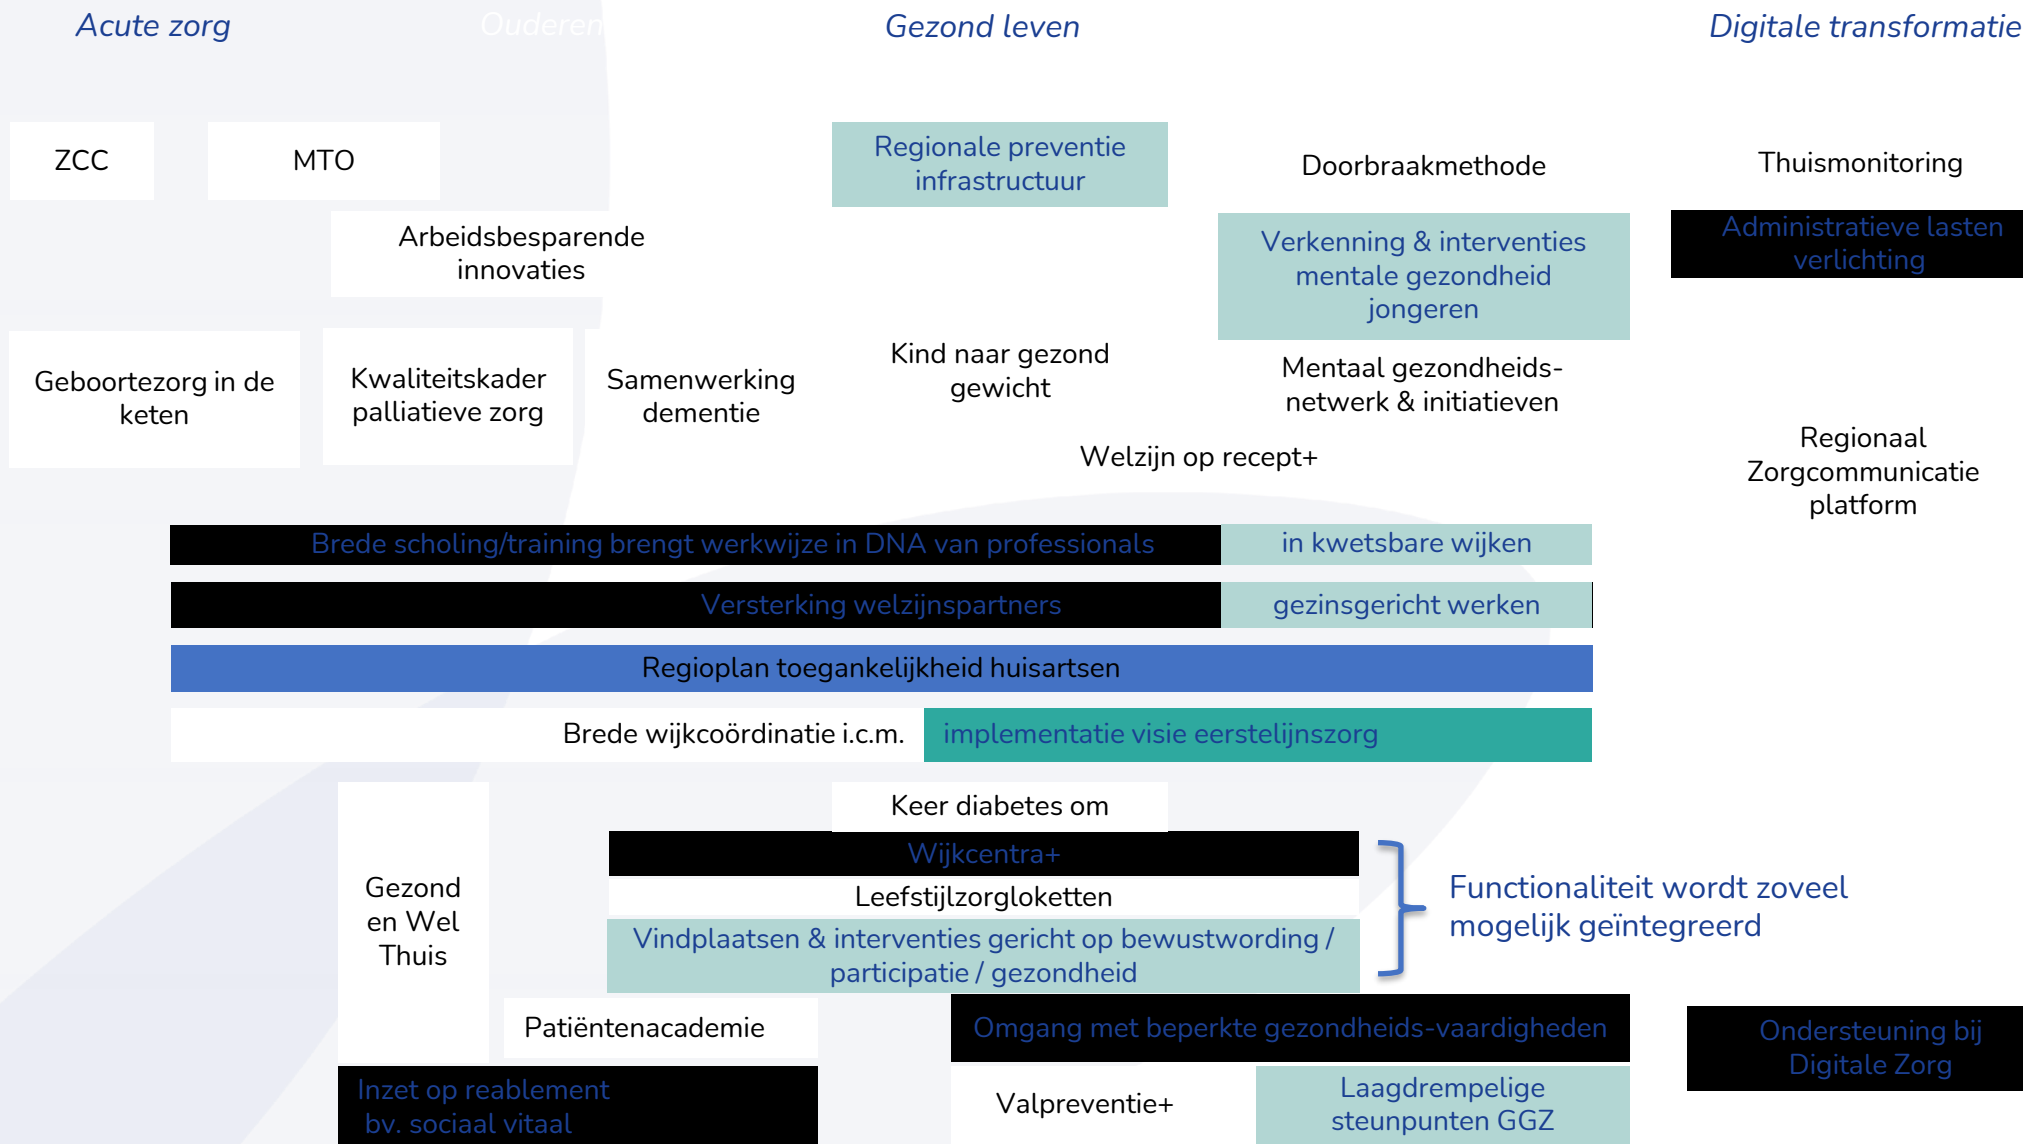 Acute zorg
Ouderen
Gezond leven
Digitale transformatie
ZCC
MTO
Regionale preventie
infrastructuur
Doorbraakmethode
Thuismonitoring
Arbeidsbesparende
innovaties
Verkenning & interventies
mentale gezondheid
jongeren
Administratieve lasten
verlichting
Geboortezorg in de
keten
Kwaliteitskader
palliatieve zorg
Samenwerking
dementie
Kind naar gezond
gewicht
Mentaal gezondheids-
netwerk & initiatieven
Welzijn op recept+
Regionaal
Zorgcommunicatie
platform
Brede scholing/training brengt werkwijze in DNA van professionals
in kwetsbare wijken
Versterking welzijnspartners
gezinsgericht werken
Regioplan toegankelijkheid huisartsen
Brede wijkcoördinatie i.c.m.
implementatie visie eerstelijnszorg
Keer diabetes om
Wijkcentra+
Leefstijlzorgloketten
Vindplaatsen & interventies gericht op bewustwording /
participatie / gezondheid
Functionaliteit wordt zoveel
mogelijk geïntegreerd
Gezond
en Wel
Thuis
Patiëntenacademie
Omgang met beperkte gezondheids-vaardigheden
Ondersteuning bij
Digitale Zorg
Inzet op reablement
bv. sociaal vitaal
Valpreventie+
Laagdrempelige
steunpunten GGZ